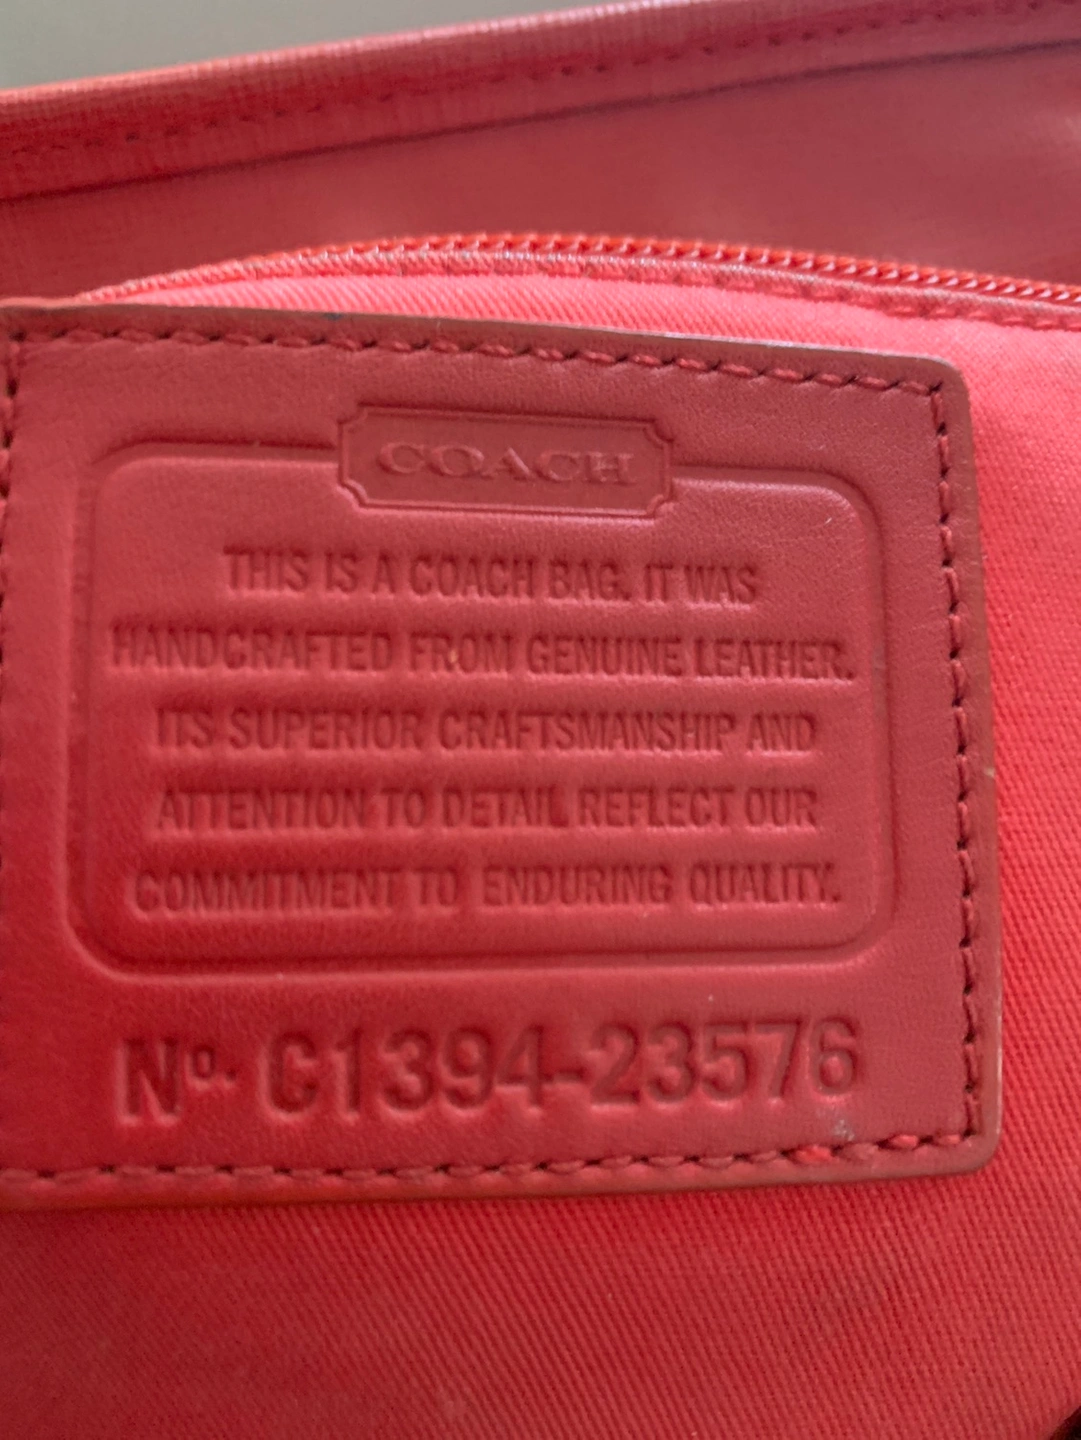 COACH
THIS IS A COACH BAG. IT WAS
HANDCRAFTED FROM GENUINE LEATHER.
ITS SUPERIOR CRAFTSMANSHIP AND
ATTENTION TO DETAIL REFLECT OUR
COMMITMENT TO ENDURING QUALITY.
Nº. C1394-23576